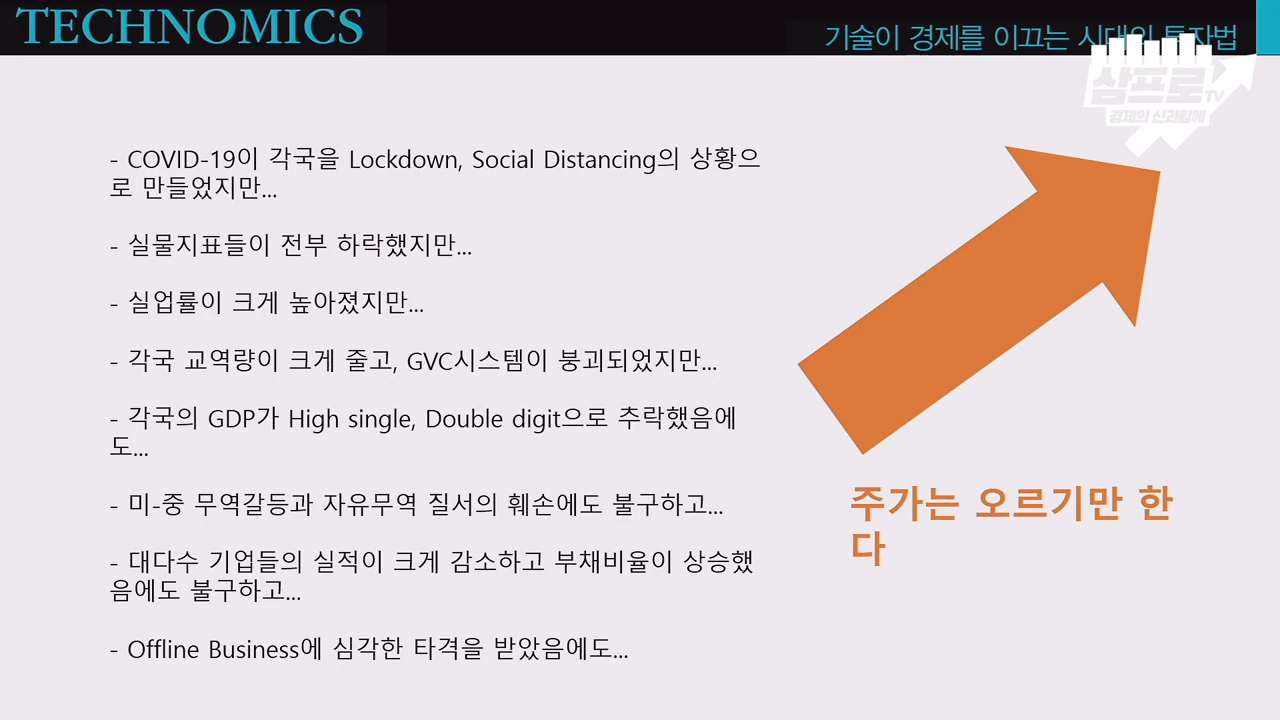 TECHNOMICS
기술이 경제를 이끄는 시대의 투자법
삼프로TV
경제의 신과함께
- COVID-19이 각국을 Lockdown, Social Distancing의 상황으
로 만들었지만...
- 실물지표들이 전부 하락했지만...
- 실업률이 크게 높아졌지만...
- 각국 교역량이 크게 줄고, GVC시스템이 붕괴되었지만...
- 각국의 GDP가 High single, Double digit으로 추락했음에
도...
- 미-중 무역갈등과 자유무역 질서의 훼손에도 불구하고...
- 대다수 기업들의 실적이 크게 감소하고 부채비율이 상승했
음에도 불구하고...
- Offline Business에 심각한 타격을 받았음에도...
주가는 오르기만 한
다